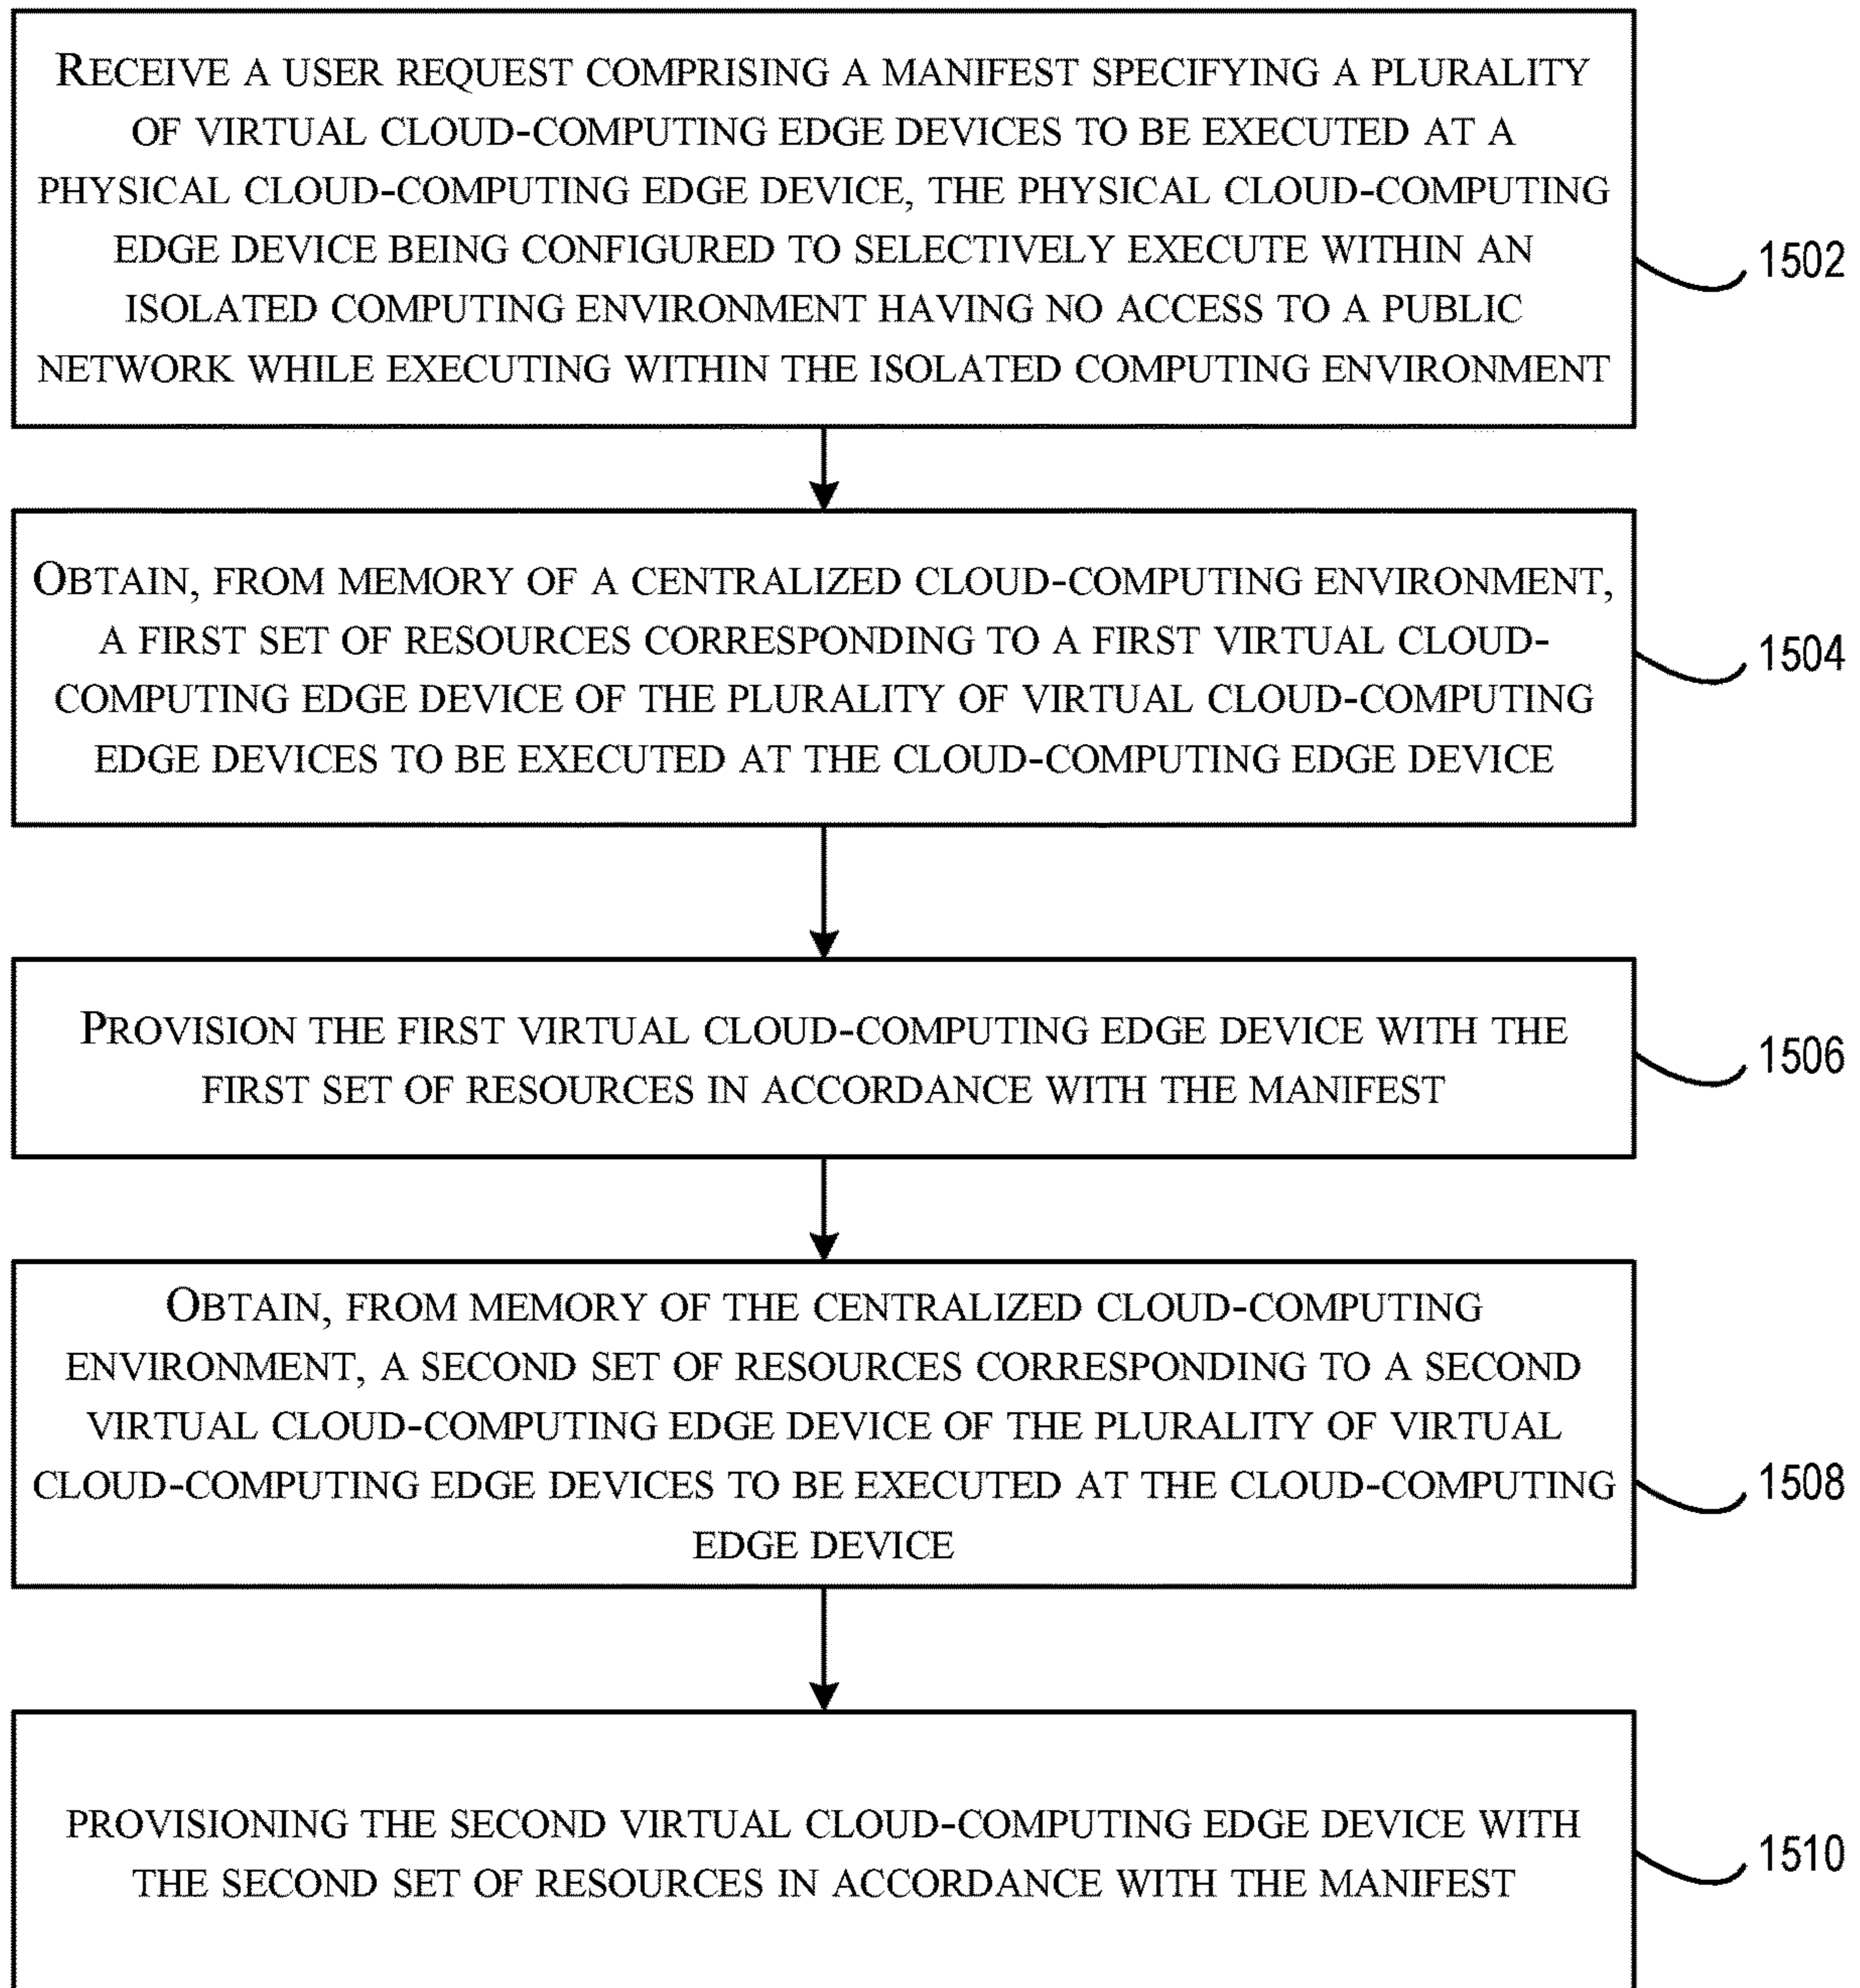 RECEIVE A USER REQUEST COMPRISING A MANIFEST SPECIFYING A PLURALITY
OF VIRTUAL CLOUD-COMPUTING EDGE DEVICES TO BE EXECUTED AT A
PHYSICAL CLOUD-COMPUTING EDGE DEVICE, THE PHYSICAL CLOUD-COMPUTING
EDGE DEVICE BEING CONFIGURED TO SELECTIVELY EXECUTE WITHIN AN
ISOLATED COMPUTING ENVIRONMENT HAVING NO ACCESS TO A PUBLIC
NETWORK WHILE EXECUTING WITHIN THE ISOLATED COMPUTING ENVIRONMENT
1502
OBTAIN, FROM MEMORY OF A CENTRALIZED CLOUD-COMPUTING ENVIRONMENT,
A FIRST SET OF RESOURCES CORRESPONDING TO A FIRST VIRTUAL CLOUD-
COMPUTING EDGE DEVICE OF THE PLURALITY OF VIRTUAL CLOUD-COMPUTING
EDGE DEVICES TO BE EXECUTED AT THE CLOUD-COMPUTING EDGE DEVICE
1504
PROVISION THE FIRST VIRTUAL CLOUD-COMPUTING EDGE DEVICE WITH THE
FIRST SET OF RESOURCES IN ACCORDANCE WITH THE MANIFEST
1506
OBTAIN, FROM MEMORY OF THE CENTRALIZED CLOUD-COMPUTING
ENVIRONMENT, A SECOND SET OF RESOURCES CORRESPONDING TO A SECOND
VIRTUAL CLOUD-COMPUTING EDGE DEVICE OF THE PLURALITY OF VIRTUAL
CLOUD-COMPUTING EDGE DEVICES TO BE EXECUTED AT THE CLOUD-COMPUTING
EDGE DEVICE
1508
PROVISIONING THE SECOND VIRTUAL CLOUD-COMPUTING EDGE DEVICE WITH
THE SECOND SET OF RESOURCES IN ACCORDANCE WITH THE MANIFEST
1510